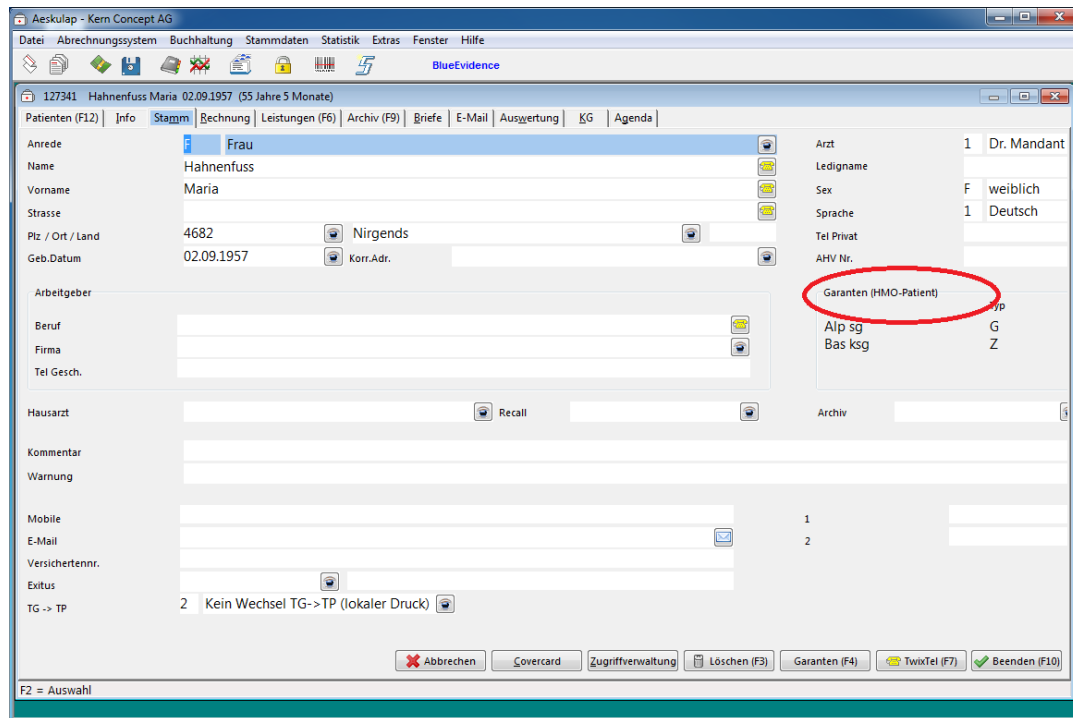 Aeskulap - Kern Concept AG
Datei Abrechnungssystem Buchhaltung Stammdaten Statistik Extras Fenster Hilfe
BlueEvidence
127341 Hahnenfuss Maria 02.09.1957 (55 Jahre 5 Monate)
Patienten (F12) Info Stamm Rechnung Leistungen (F6) Archiv (F9) Briefe E-Mail Auswertung KG Agenda
Anrede F Frau Arzt 1 Dr. Mandant
Name Hahnenfuss Ledigname
Vorname Maria Sex F weiblich
Strasse Sprache 1 Deutsch
Plz / Ort / Land 4682 Nirgends Tel Privat
Geb.Datum 02.09.1957 Korr.Adr. AHV Nr.
Arbeitgeber Garanten (HMO-Patient)
Typ
Beruf Alp sg G
Firma Bas ksg Z
Tel Gesch.
Hausarzt Recall Archiv
Kommentar
Warnung
Mobile 1
E-Mail 2
Versichertennr.
Exitus
TG -> TP 2 Kein Wechsel TG->TP (lokaler Druck)
Abbrechen Covercard Zugriffverwaltung Löschen (F3) Garanten (F4) TwixTel (F7) Beenden (F10)
F2 = Auswahl